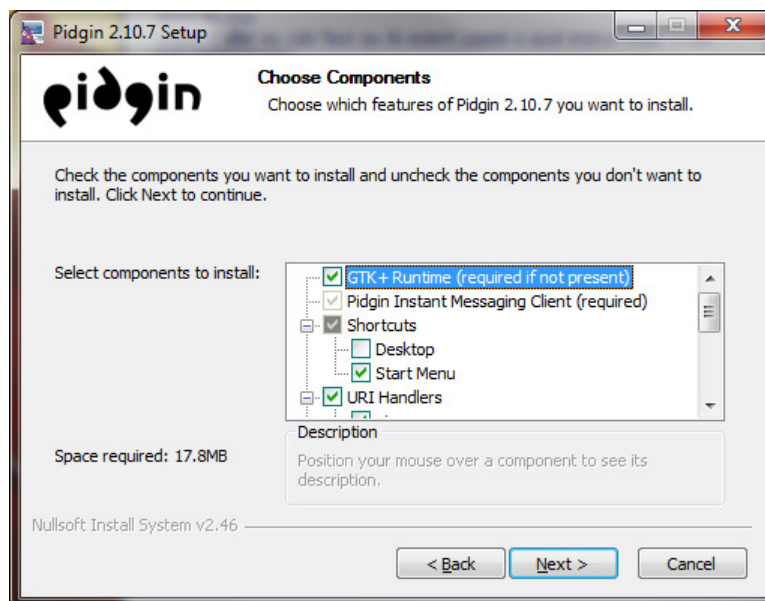 Pidgin 2.10.7 Setup
pidgin
Choose Components
Choose which features of Pidgin 2.10.7 you want to install.
Check the components you want to install and uncheck the components you don't want to
install. Click Next to continue.
Select components to install:
GTK+ Runtime (required if not present)
Pidgin Instant Messaging Client (required)
Shortcuts
Desktop
Start Menu
URI Handlers
Space required: 17.8MB
Description
Position your mouse over a component to see its
description.
Nullsoft Install System v2.46
< Back
Next >
Cancel